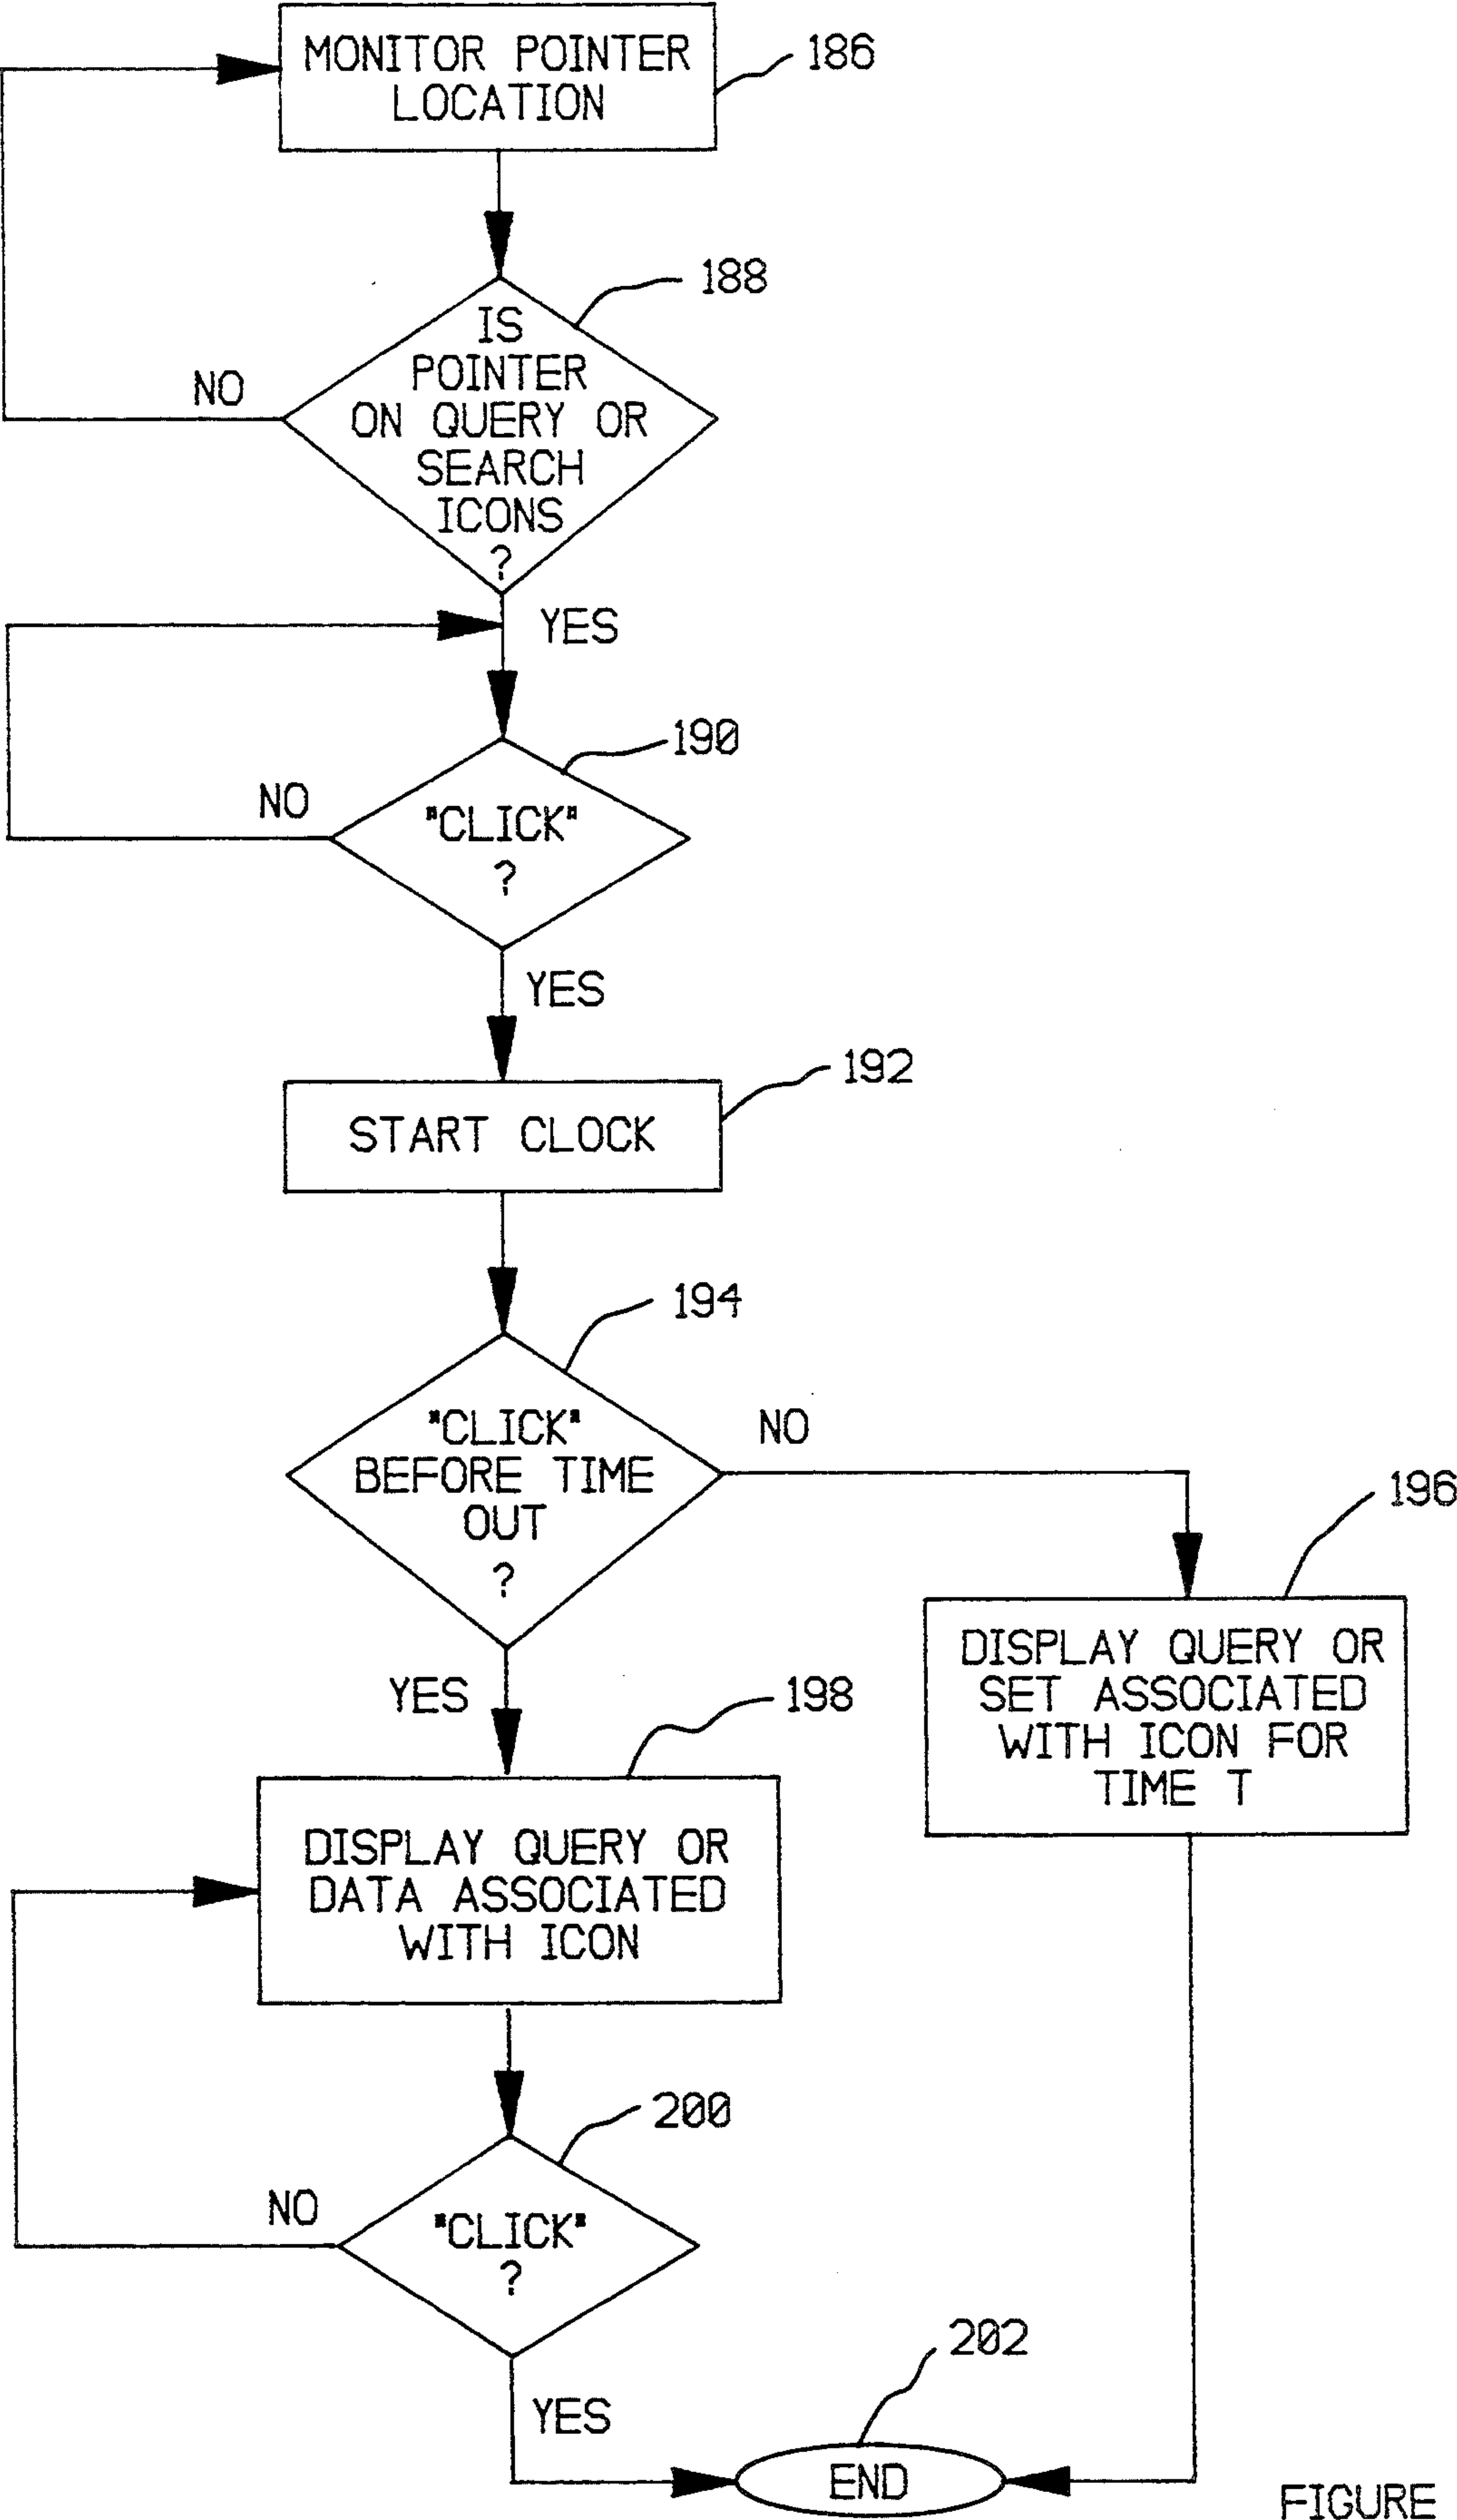 MONITOR POINTER
LOCATION
186
188
IS
POINTER
ON QUERY OR
SEARCH
ICONS
?
NO
YES
190
"CLICK"
?
NO
YES
192
START CLOCK
194
"CLICK"
BEFORE TIME
OUT
?
NO
YES
196
DISPLAY QUERY OR
SET ASSOCIATED
WITH ICON FOR
TIME T
198
DISPLAY QUERY OR
DATA ASSOCIATED
WITH ICON
200
"CLICK"
?
NO
YES
202
END
FIGURE